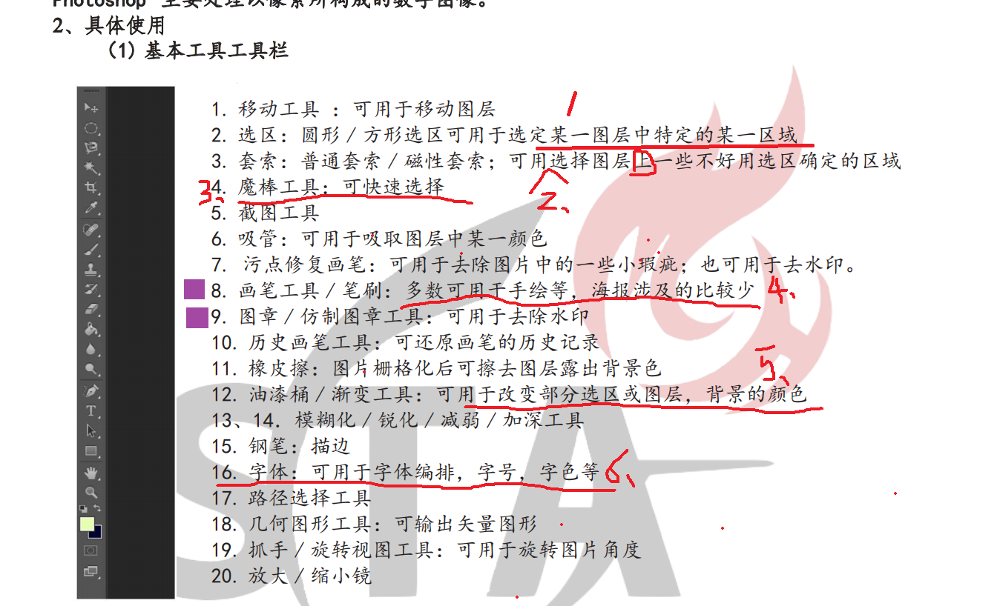 Photoshop 主要处理以像素所构成的数字图像。
2、具体使用
(1) 基本工具工具栏
1. 移动工具 : 可用于移动图层
1
2. 选区: 圆形/方形选区可用于选定某一图层中特定的某一区域
3. 套索: 普通套索/磁性套索; 可用选择图层上一些不好用选区确定的区域
2、
3、
4. 魔棒工具: 可快速选择
5. 截图工具
6. 吸管: 可用于吸取图层中某一颜色
7. 污点修复画笔: 可用于去除图片中的一些小瑕疵; 也可用于去水印。
8. 画笔工具/笔刷: 多数可用于手绘等, 海报涉及的比较少
4、
9. 图章/仿制图章工具: 可用于去除水印
10. 历史画笔工具: 可还原画笔的历史记录
11. 橡皮擦: 图片栅格化后可擦去图层露出背景色
5、
12. 油漆桶/渐变工具: 可用于改变部分选区或图层, 背景的颜色
13、14. 模糊化/锐化/减弱/加深工具
15. 钢笔: 描边
16. 字体: 可用于字体编排, 字号, 字色等
6、
17. 路径选择工具
18. 几何图形工具: 可输出矢量图形
19. 抓手/旋转视图工具: 可用于旋转图片角度
20. 放大/缩小镜
STA